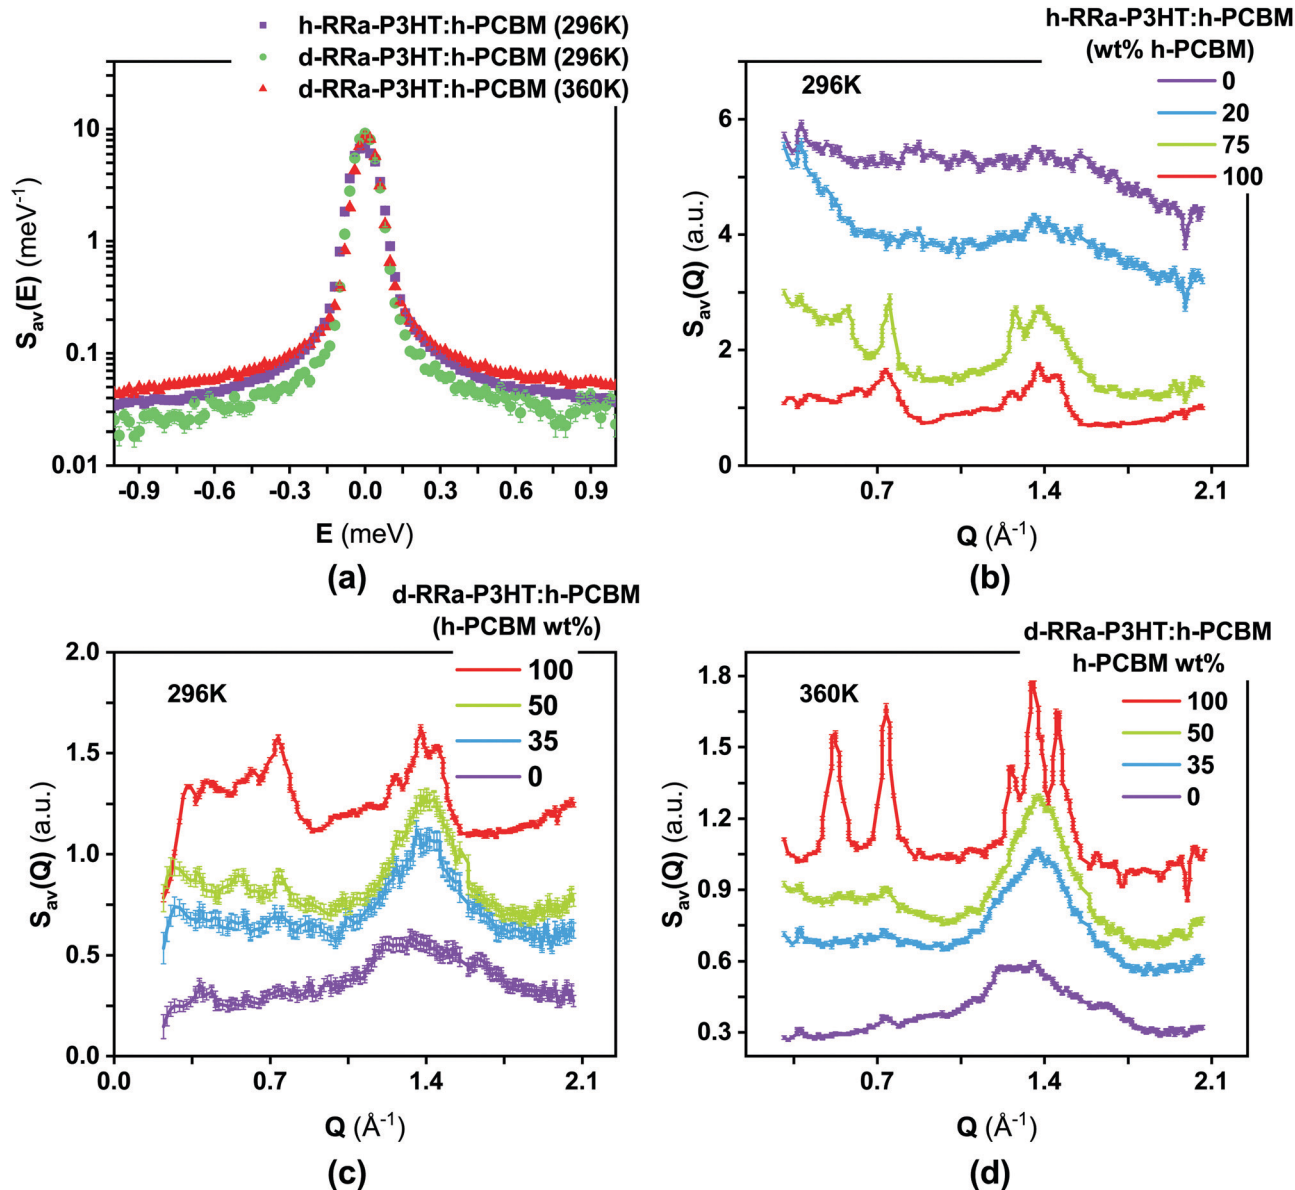 h-RRa-P3HT:h-PCBM (296K)
d-RRa-P3HT:h-PCBM (296K)
d-RRa-P3HT:h-PCBM (360K)
10
1
0.1
0.01
S_av(E) (meV⁻¹)
-0.9 -0.6 -0.3 0.0 0.3 0.6 0.9
E (meV)
(a)
h-RRa-P3HT:h-PCBM
(wt% h-PCBM)
296K
0
20
75
100
6
4
2
0
S_av(Q) (a.u.)
0.7 1.4 2.1
Q (Å⁻¹)
(b)
d-RRa-P3HT:h-PCBM
(h-PCBM wt%)
296K
100
50
35
0
2.0
1.5
1.0
0.5
0.0
S_av(Q) (a.u.)
0.0 0.7 1.4 2.1
Q (Å⁻¹)
(c)
d-RRa-P3HT:h-PCBM
h-PCBM wt%
360K
100
50
35
0
1.8
1.5
1.2
0.9
0.6
0.3
S_av(Q) (a.u.)
0.7 1.4 2.1
Q (Å⁻¹)
(d)